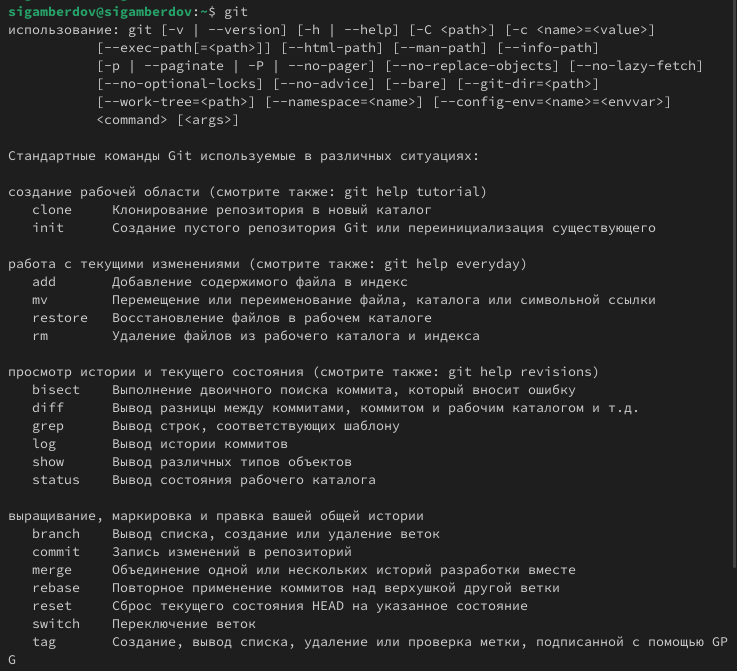 sigamberdov@sigamberdov:~$ git
использование: git [-v | --version] [-h | --help] [-C <path>] [-c <name>=<value>]
           [--exec-path[=<path>]] [--html-path] [--man-path] [--info-path]
           [-p | --paginate | -P | --no-pager] [--no-replace-objects] [--no-lazy-fetch]
           [--no-optional-locks] [--no-advice] [--bare] [--git-dir=<path>]
           [--work-tree=<path>] [--namespace=<name>] [--config-env=<name>=<envvar>]
           <command> [<args>]

Стандартные команды Git используемые в различных ситуациях:

создание рабочей области (смотрите также: git help tutorial)
   clone     Клонирование репозитория в новый каталог
   init      Создание пустого репозитория Git или переинициализация существующего

работа с текущими изменениями (смотрите также: git help everyday)
   add       Добавление содержимого файла в индекс
   mv        Перемещение или переименование файла, каталога или символьной ссылки
   restore   Восстановление файлов в рабочем каталоге
   rm        Удаление файлов из рабочего каталога и индекса

просмотр истории и текущего состояния (смотрите также: git help revisions)
   bisect    Выполнение двоичного поиска коммита, который вносит ошибку
   diff      Вывод разницы между коммитами, коммитом и рабочим каталогом и т.д.
   grep      Вывод строк, соответствующих шаблону
   log       Вывод истории коммитов
   show      Вывод различных типов объектов
   status    Вывод состояния рабочего каталога

выращивание, маркировка и правка вашей общей истории
   branch    Вывод списка, создание или удаление веток
   commit    Запись изменений в репозиторий
   merge     Объединение одной или нескольких историй разработки вместе
   rebase    Повторное применение коммитов над верхушкой другой ветки
   reset     Сброс текущего состояния HEAD на указанное состояние
   switch    Переключение веток
   tag       Создание, вывод списка, удаление или проверка метки, подписанной с помощью GP
G